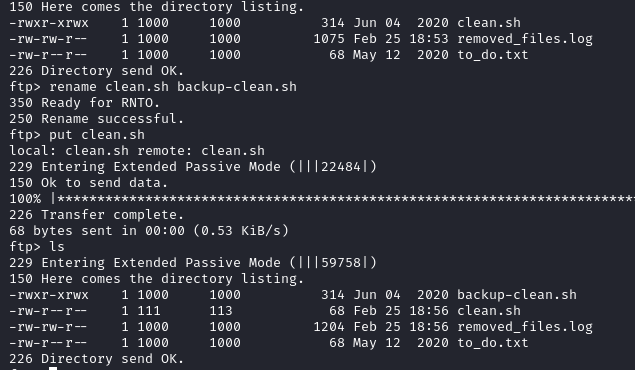 150 Here comes the directory listing.
-rwxr-xrwx 1 1000 1000 314 Jun 04 2020 clean.sh
-rw-rw-r-- 1 1000 1000 1075 Feb 25 18:53 removed_files.log
-rw-r--r-- 1 1000 1000 68 May 12 2020 to_do.txt
226 Directory send OK.
ftp> rename clean.sh backup-clean.sh
350 Ready for RNTO.
250 Rename successful.
ftp> put clean.sh
local: clean.sh remote: clean.sh
229 Entering Extended Passive Mode (|||22484|)
150 Ok to send data.
100% |***************************************************************************
226 Transfer complete.
68 bytes sent in 00:00 (0.53 KiB/s)
ftp> ls
229 Entering Extended Passive Mode (|||59758|)
150 Here comes the directory listing.
-rwxr-xrwx 1 1000 1000 314 Jun 04 2020 backup-clean.sh
-rw-r--r-- 1 111 113 68 Feb 25 18:56 clean.sh
-rw-rw-r-- 1 1000 1000 1204 Feb 25 18:56 removed_files.log
-rw-r--r-- 1 1000 1000 68 May 12 2020 to_do.txt
226 Directory send OK.